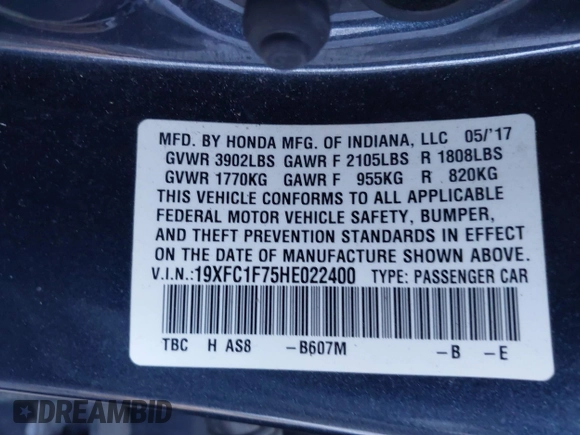 MFD. BY HONDA MFG. OF INDIANA, LLC 05/'17
GVWR 3902LBS GAWR F 2105LBS R 1808LBS
GVWR 1770KG GAWR F 955KG R 820KG
THIS VEHICLE CONFORMS TO ALL APPLICABLE
FEDERAL MOTOR VEHICLE SAFETY, BUMPER,
AND THEFT PREVENTION STANDARDS IN EFFECT
ON THE DATE OF MANUFACTURE SHOWN ABOVE.
V.I.N.:19XFC1F75HE022400 TYPE: PASSENGER CAR
TBC H AS8 –B607M –B –E
DREAMBID